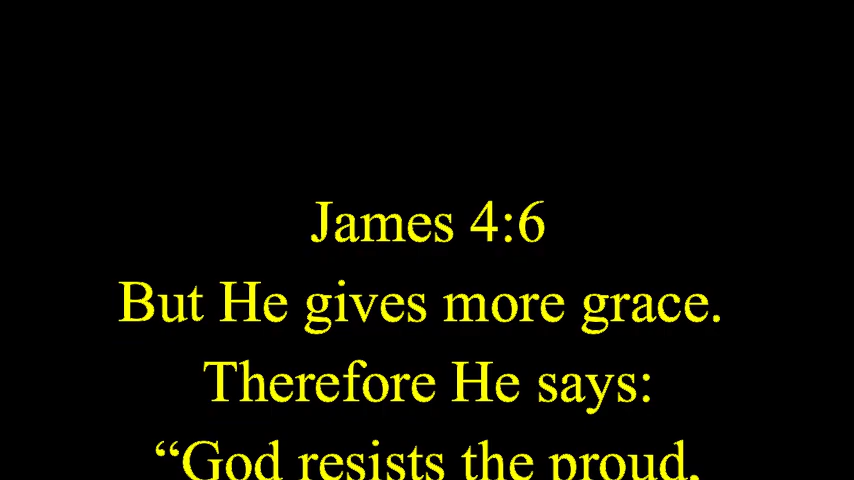 James 4:6
But He gives more grace.
Therefore He says:
“God resists the proud,